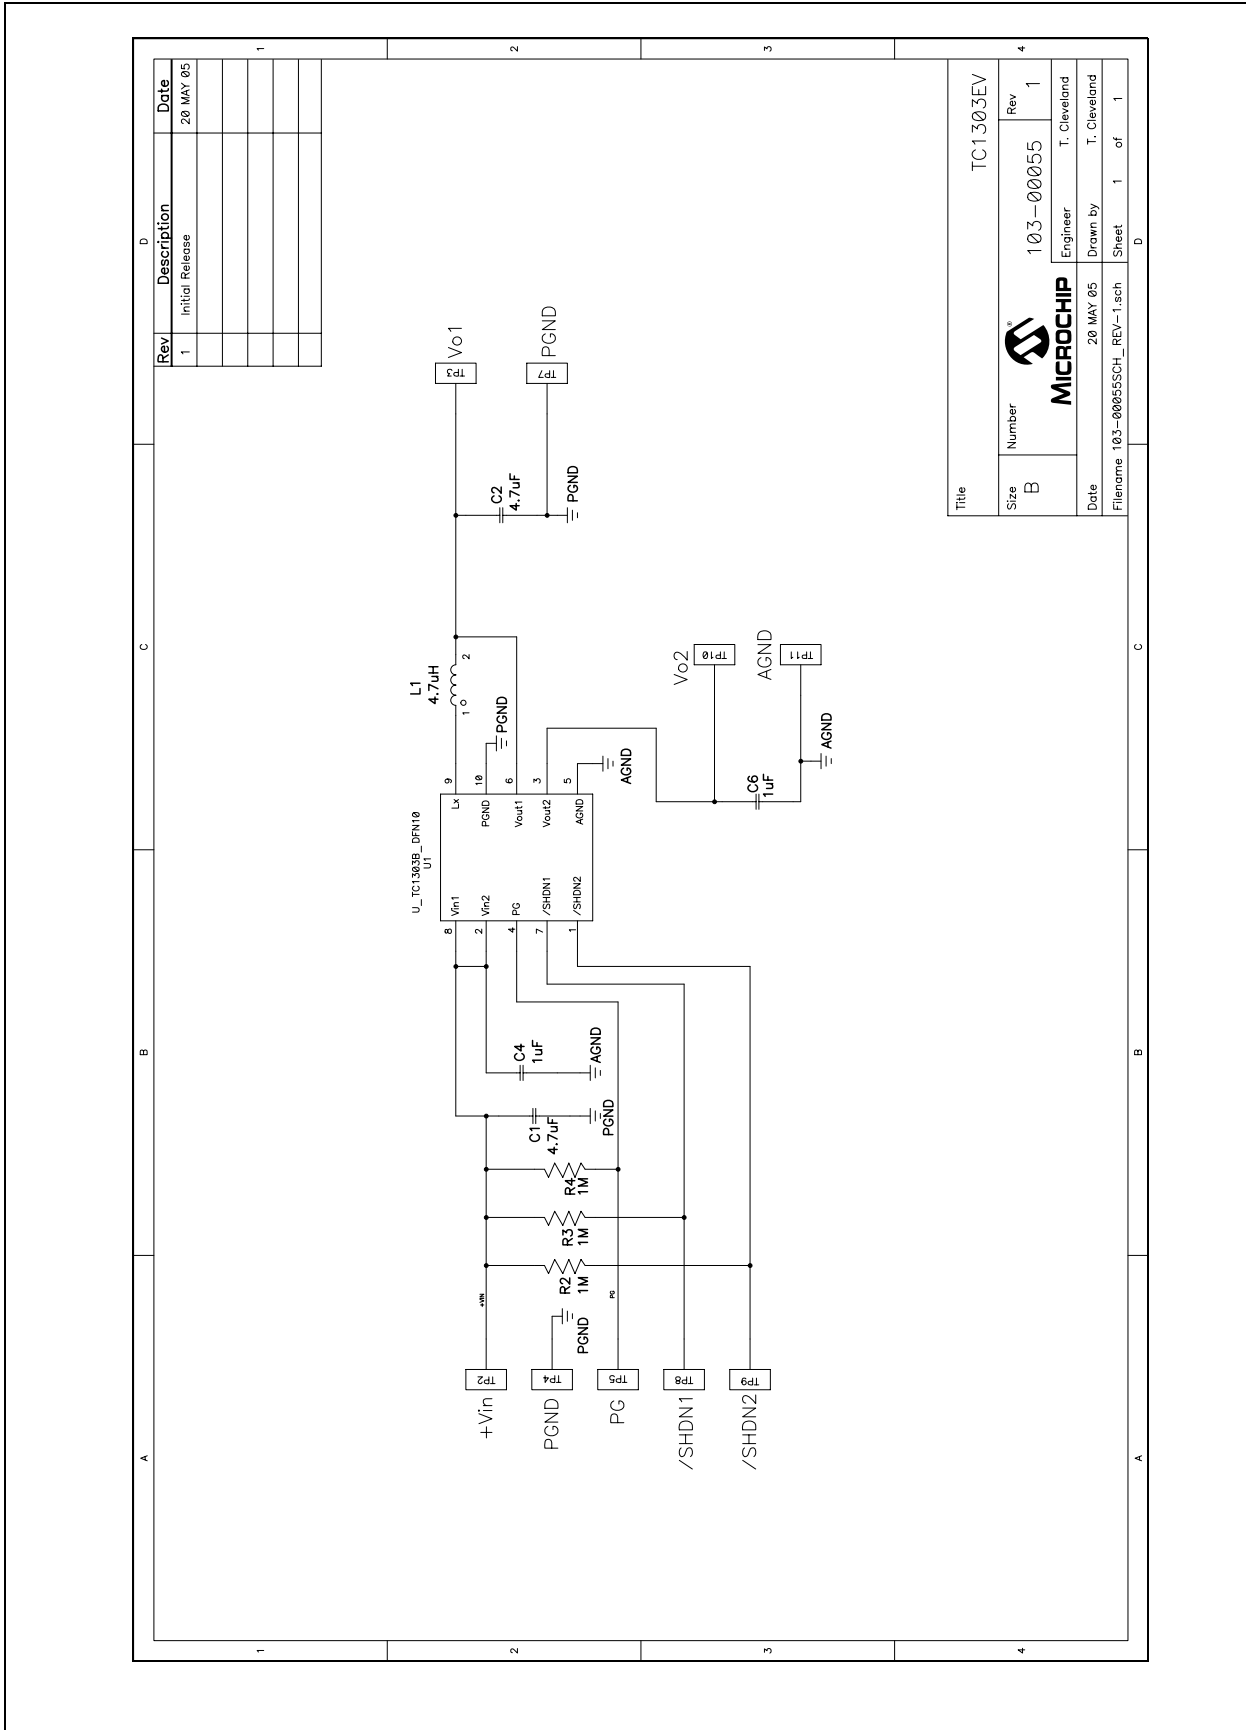 1
2
3
4
D
C
B
A
Rev Description Date
1 Initial Release 20 MAY 05
U_TC1303B_DFN10
U1
8 Vin1
2 Vin2
4 PG
7 /SHDN1
1 /SHDN2
Lx 9
PGND 10
Vout1 6
Vout2 3
AGND 5
L1
4.7uH
1
2
PGND
AGND
C2
4.7uF
PGND
TP3 Vo1
TP7 PGND
Vo2
TP10
AGND
TP11
C6
1uF
AGND
C4
1uF
AGND
C1
4.7uF
PGND
R4
1M
R3
1M
R2
1M
+VIN
PG
PGND
+Vin TP2
PGND TP4
PG TP5
/SHDN1 TP8
/SHDN2 TP9
Title
TC1303EV
Size
B
Number
103-00055
Rev
1
MICROCHIP
®
Engineer T. Cleveland
Date 20 MAY 05 Drawn by T. Cleveland
Filename 103-00055SCH_REV-1.sch Sheet 1 of 1
1
2
3
4
A
B
C
D